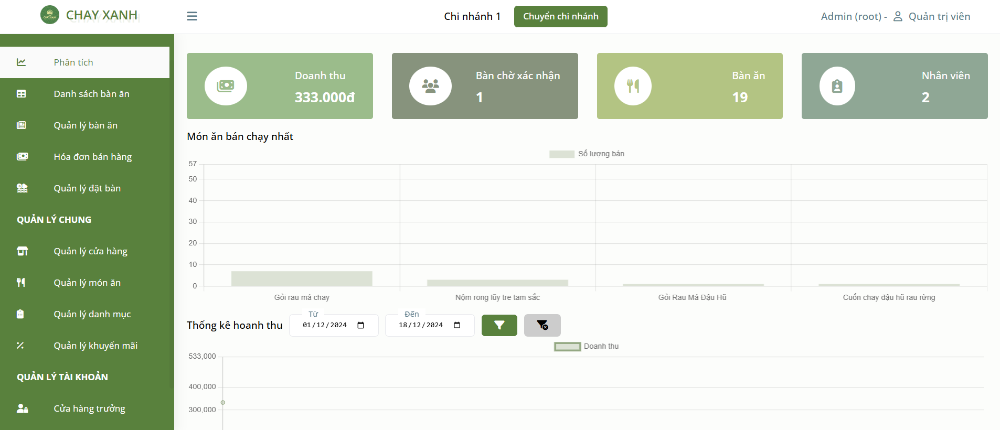 CHAY XANH
Chi nhánh 1
Chuyển chi nhánh
Admin (root) - Quản trị viên
Phân tích
Danh sách bàn ăn
Quản lý bàn ăn
Hóa đơn bán hàng
Quản lý đặt bàn
QUẢN LÝ CHUNG
Quản lý cửa hàng
Quản lý món ăn
Quản lý danh mục
Quản lý khuyến mãi
QUẢN LÝ TÀI KHOẢN
Cửa hàng trưởng
Doanh thu
333.000đ
Bàn chờ xác nhận
1
Bàn ăn
19
Nhân viên
2
Món ăn bán chạy nhất
Số lượng bán
57
50
40
30
20
10
0
Gỏi rau má chay
Nộm rong lũy tre tam sắc
Gỏi Rau Má Đậu Hũ
Cuốn chay đậu hũ rau rừng
Thống kê hoanh thu
Từ
01/12/2024
Đến
18/12/2024
Doanh thu
533,000
400,000
300,000